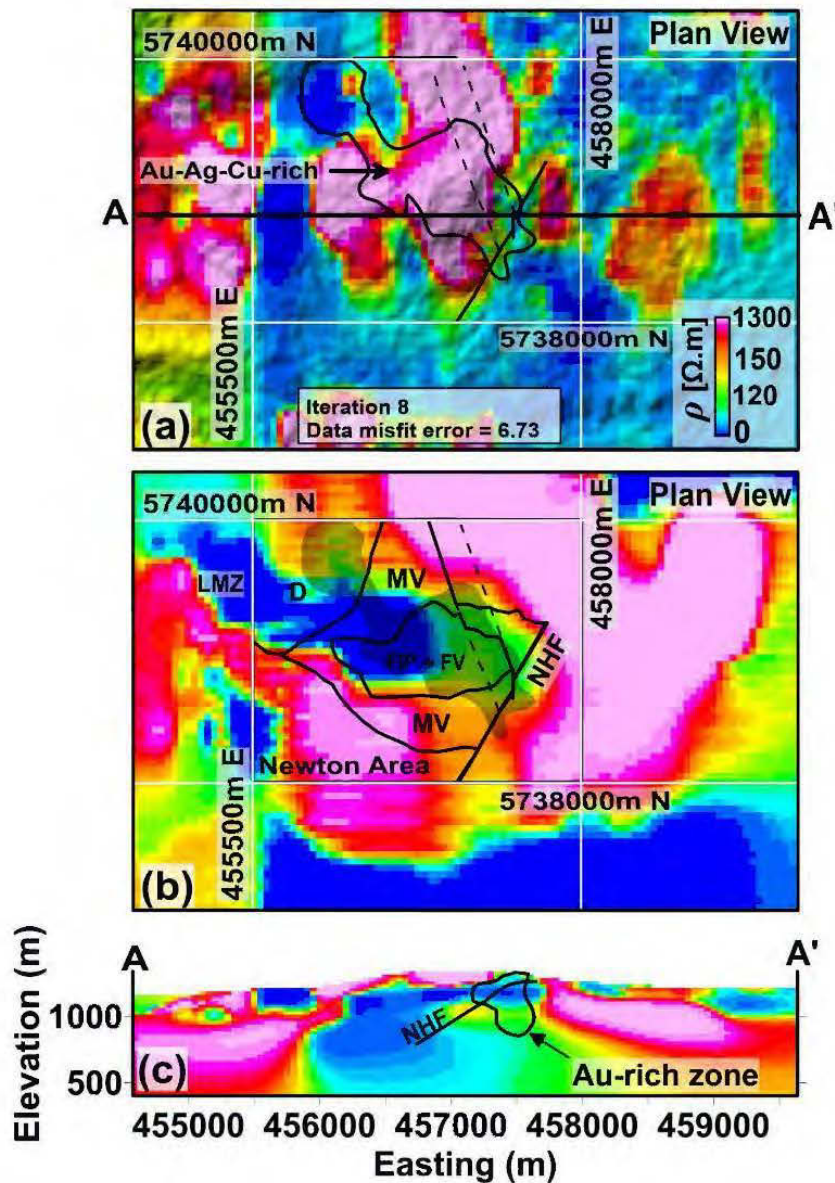 5740000m N
Plan View
458000m E
Au-Ag-Cu-rich
A
A'
5738000m N
455500m E
ρ [Ω.m]
1300
150
120
0
Iteration 8
Data misfit error = 6.73
(a)
5740000m N
Plan View
458000m E
LMZ
D
MV
FV
NHF
MV
Newton Area
5738000m N
455500m E
(b)
A
A'
Elevation (m)
1000
500
NHF
Au-rich zone
(c)
455000 456000 457000 458000 459000
Easting (m)